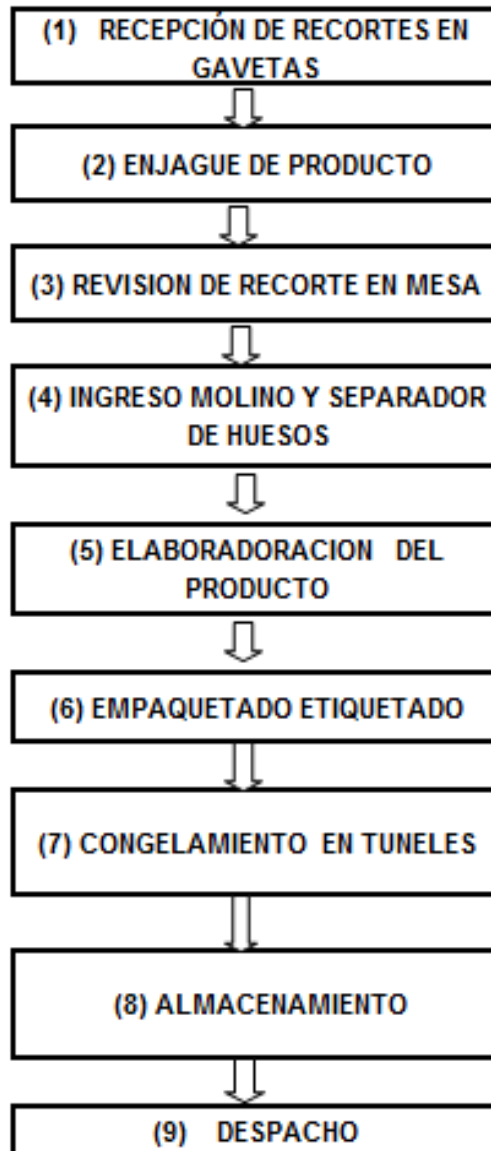 (1) RECEPCIÓN DE RECORTES EN
GAVETAS
(2) ENJAGUE DE PRODUCTO
(3) REVISION DE RECORTE EN MESA
(4) INGRESO MOLINO Y SEPARADOR
DE HUESOS
(5) ELABORADORACION DEL
PRODUCTO
(6) EMPAQUETADO ETIQUETADO
(7) CONGELAMIENTO EN TUNELES
(8) ALMACENAMIENTO
(9) DESPACHO